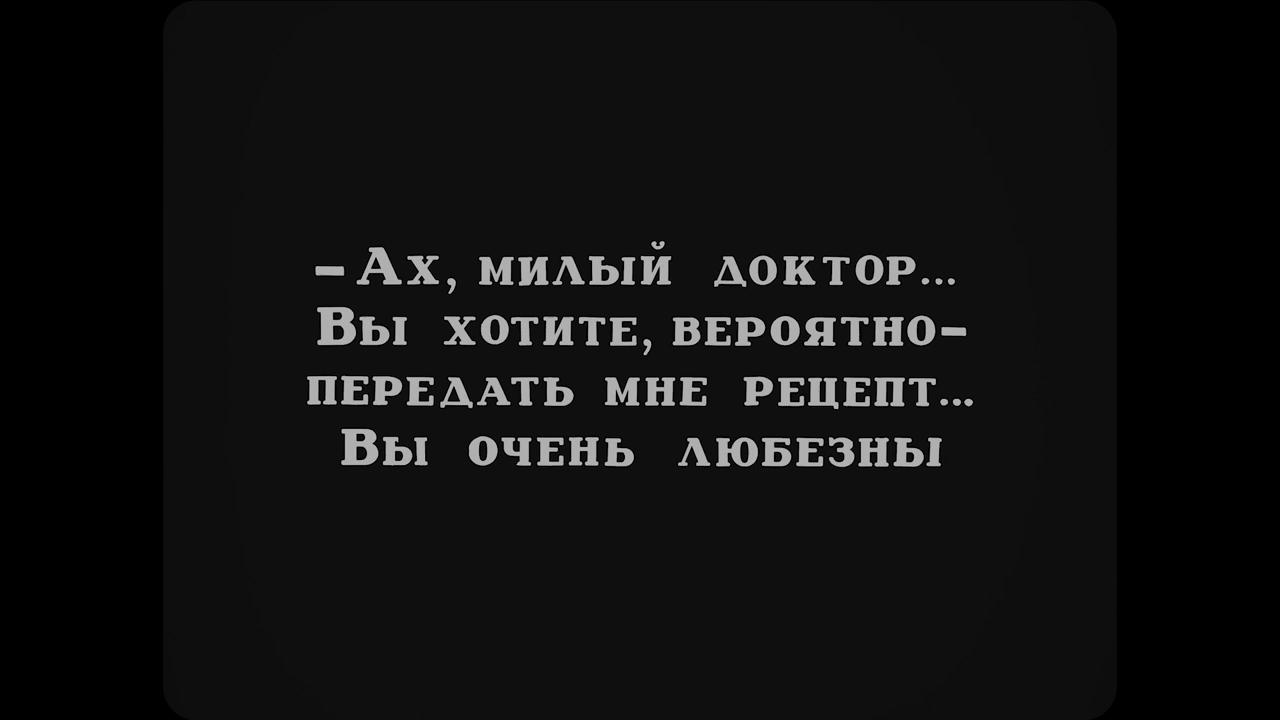 – Ах, милый доктор...
Вы хотите, вероятно–
передать мне рецепт...
Вы очень любезны